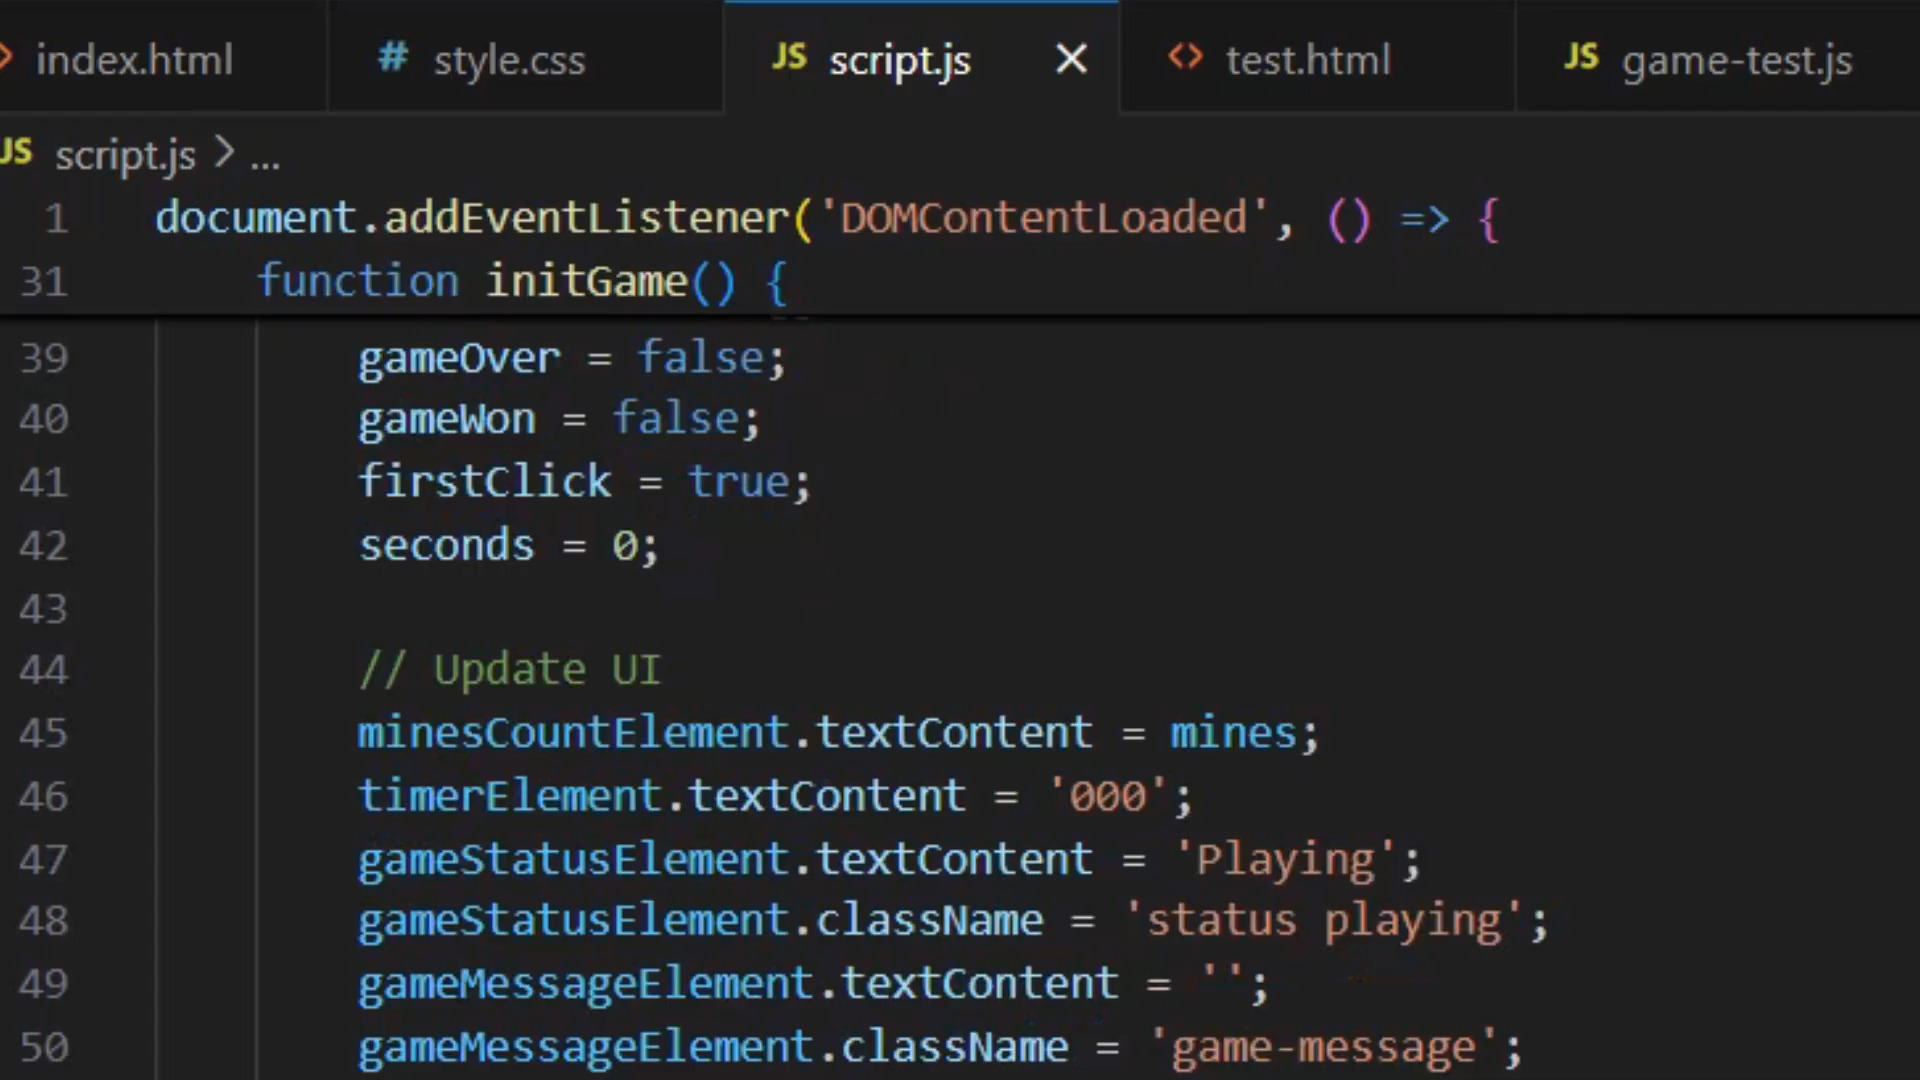 index.html # style.css JS script.js × <> test.html JS game-test.js
JS script.js > ...
1 document.addEventListener('DOMContentLoaded', () => {
31 function initGame() {
39 gameOver = false;
40 gameWon = false;
41 firstClick = true;
42 seconds = 0;
43
44 // Update UI
45 minesCountElement.textContent = mines;
46 timerElement.textContent = '000';
47 gameStatusElement.textContent = 'Playing';
48 gameStatusElement.className = 'status playing';
49 gameMessageElement.textContent = '';
50 gameMessageElement.className = 'game-message';